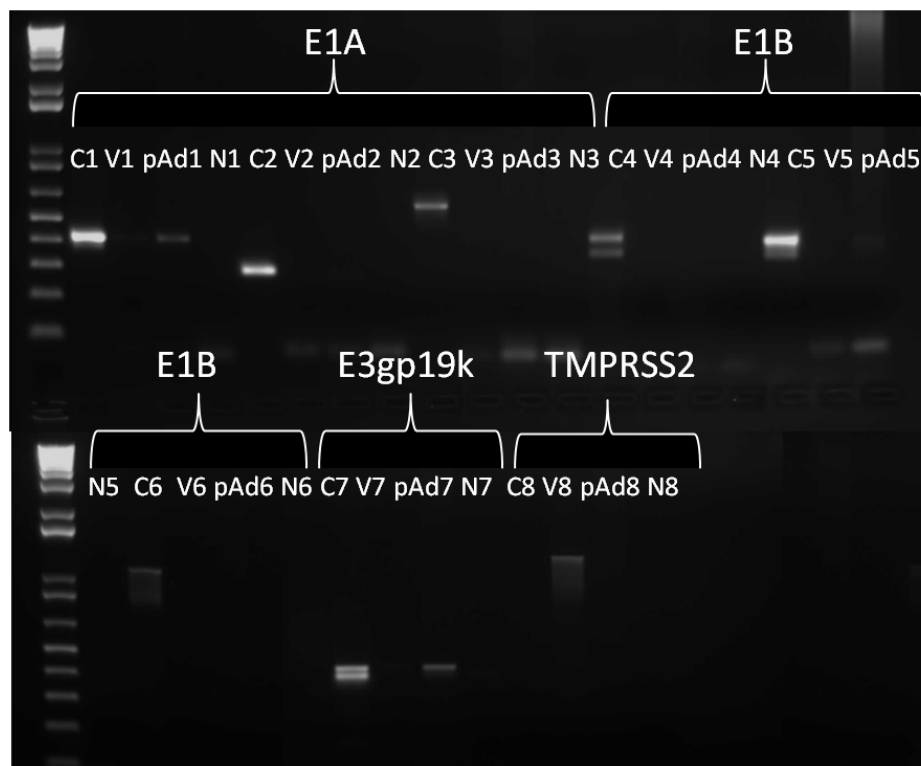 E1A E1B
C1 V1 pAd1 N1 C2 V2 pAd2 N2 C3 V3 pAd3 N3 C4 V4 pAd4 N4 C5 V5 pAd5
E1B E3gp19k TMPRSS2
N5 C6 V6 pAd6 N6 C7 V7 pAd7 N7 C8 V8 pAd8 N8